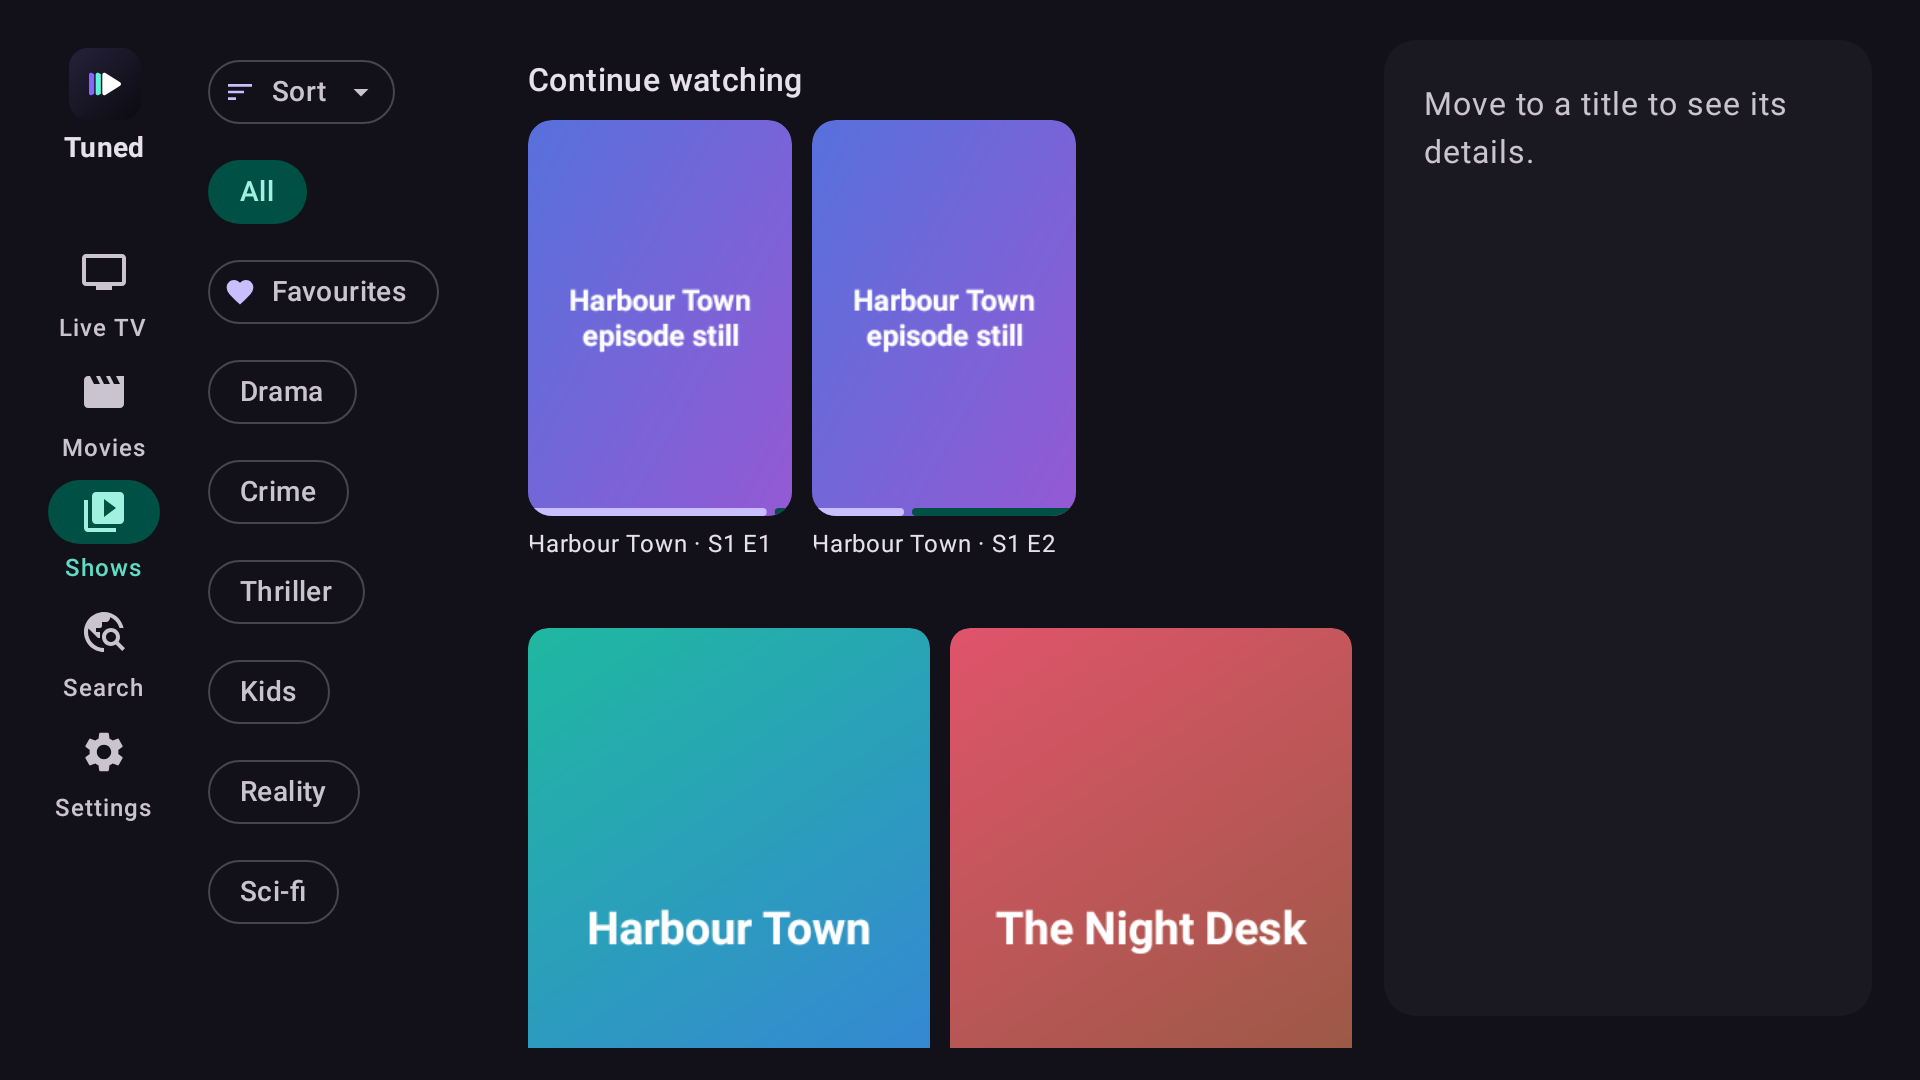 Tuned
Live TV
Movies
Shows
Search
Settings
Sort
All
Favourites
Drama
Crime
Thriller
Kids
Reality
Sci-fi
Continue watching
Harbour Town
episode still
Harbour Town · S1 E1
Harbour Town
episode still
Harbour Town · S1 E2
Harbour Town
The Night Desk
Move to a title to see its
details.